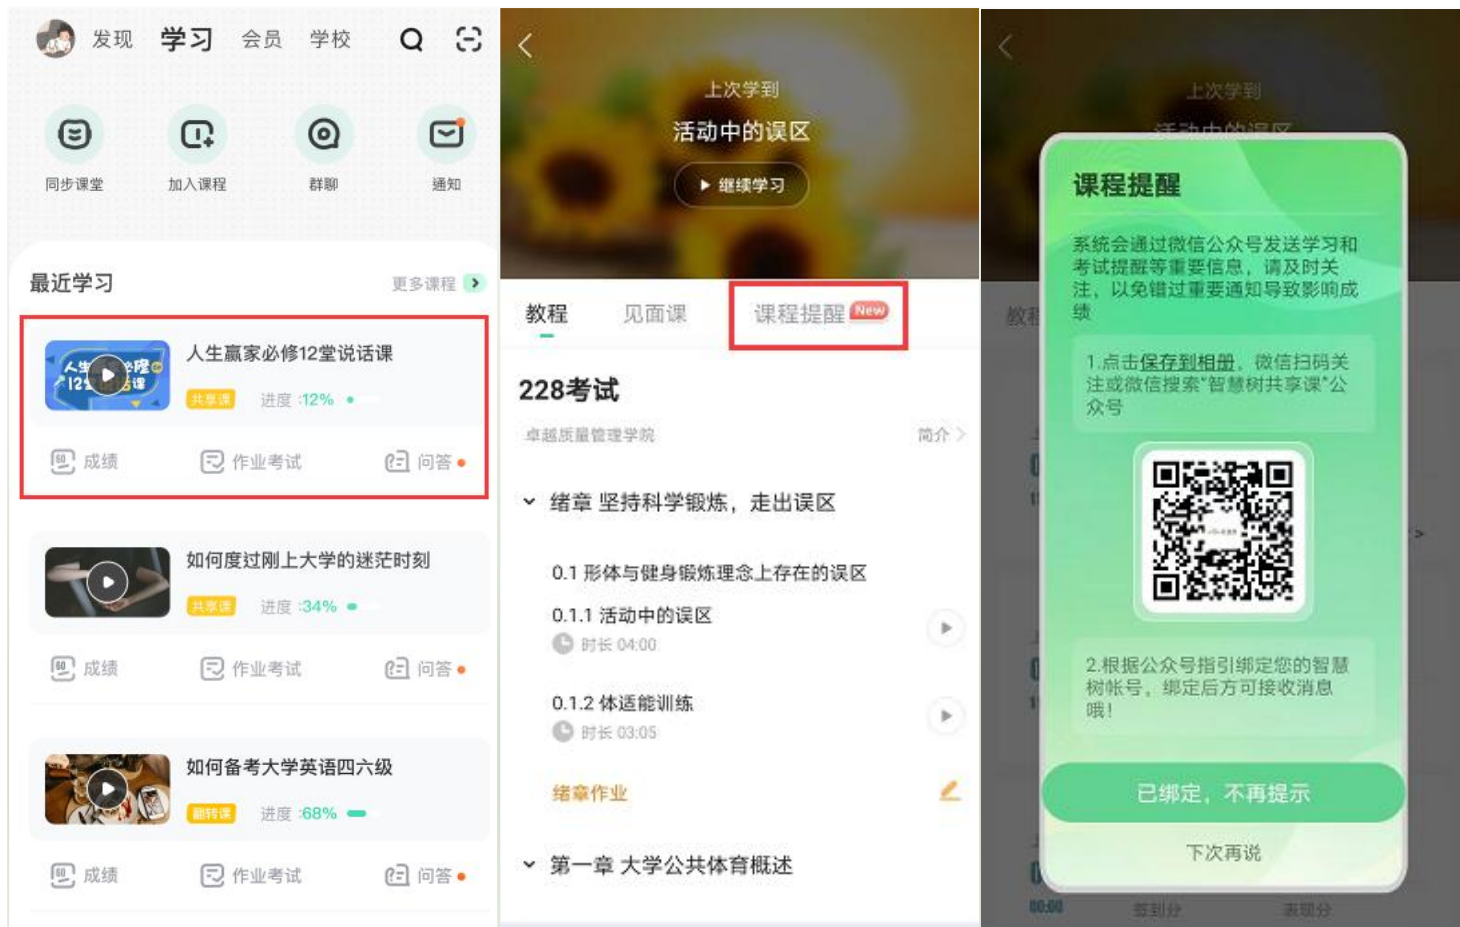 发现 学习 会员 学校
同步课堂 加入课程 群聊 通知
最近学习 更多课程
人生赢家必修12堂说话课
共享课 进度:12%
成绩 作业考试 问答
如何度过刚上大学的迷茫时刻
共享课 进度:34%
成绩 作业考试 问答
如何备考大学英语四六级
翻转课 进度:68%
成绩 作业考试 问答
上次学到
活动中的误区
继续学习
教程 见面课 课程提醒 New
228考试
卓越质量管理学院 简介
绪章 坚持科学锻炼，走出误区
0.1 形体与健身锻炼理念上存在的误区
0.1.1 活动中的误区
时长 04:00
0.1.2 体适能训练
时长 03:05
绪章作业
第一章 大学公共体育概述
上次学到
活动中的误区
课程提醒
系统会通过微信公众号发送学习和
考试提醒等重要信息，请及时关
注，以免错过重要通知导致影响成
绩
1.点击保存到相册，微信扫码关
注或微信搜索"智慧树共享课"公
众号
2.根据公众号指引绑定您的智慧
树帐号，绑定后方可接收消息
哦！
已绑定，不再提示
下次再说
00:00 签到分 表现分